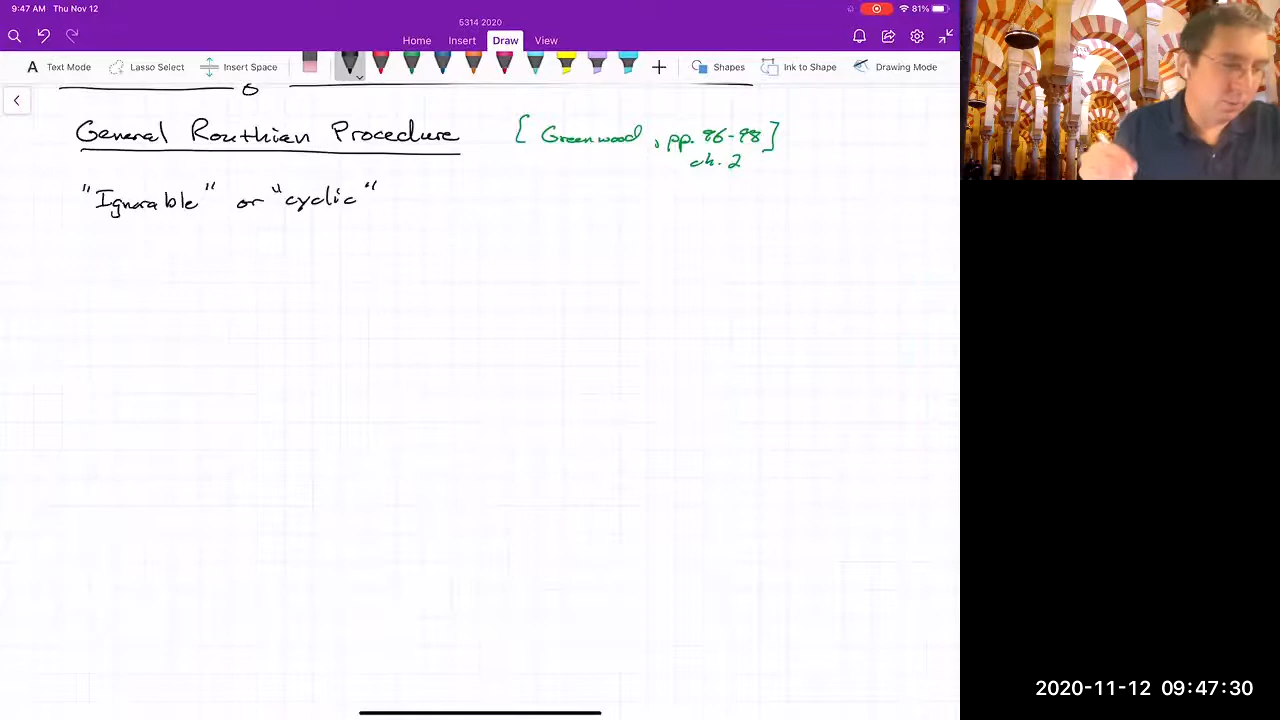 9:47 AM Thu Nov 12
81%
5314 2020
Home Insert Draw View
Text Mode Lasso Select Insert Space Shapes Ink to Shape Drawing Mode
General Routhian Procedure [Greenwood, pp. 96-98]
ch. 2
"Ignorable" or "cyclic"
2020-11-12 09:47:30